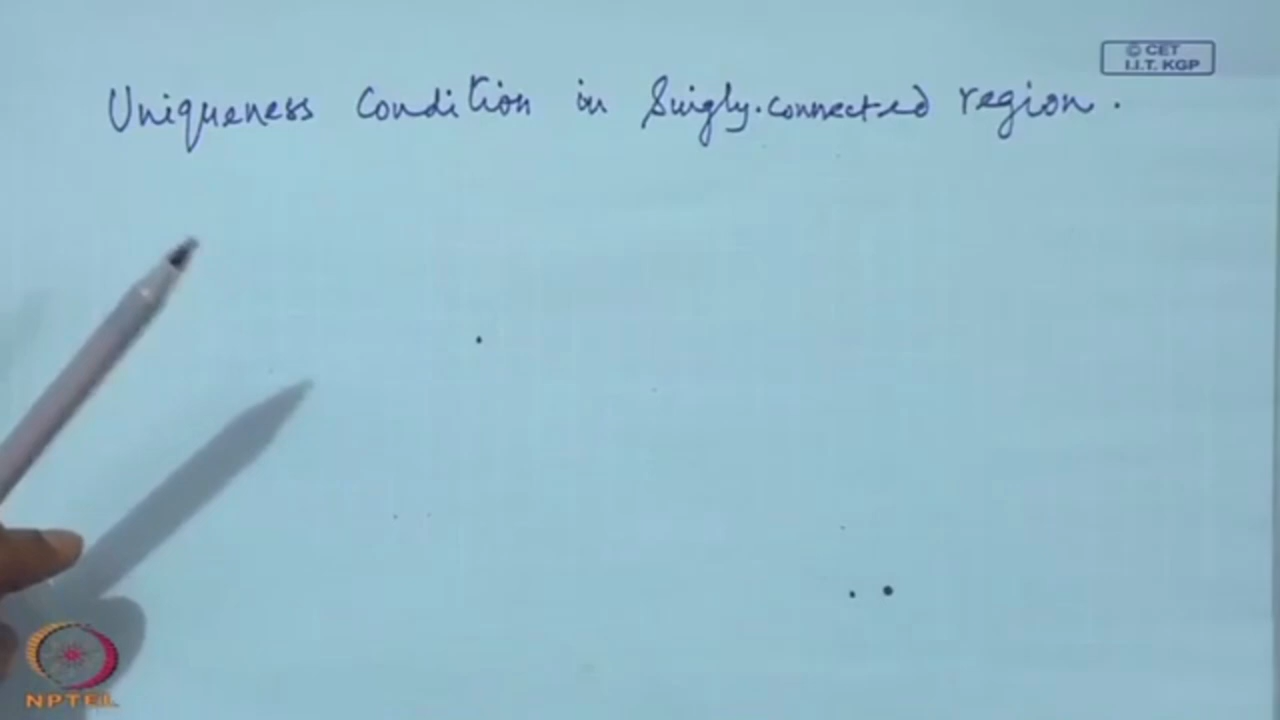 © CET
I.I.T. KGP
Uniqueness Condition in Singly-connected region.
NPTEL